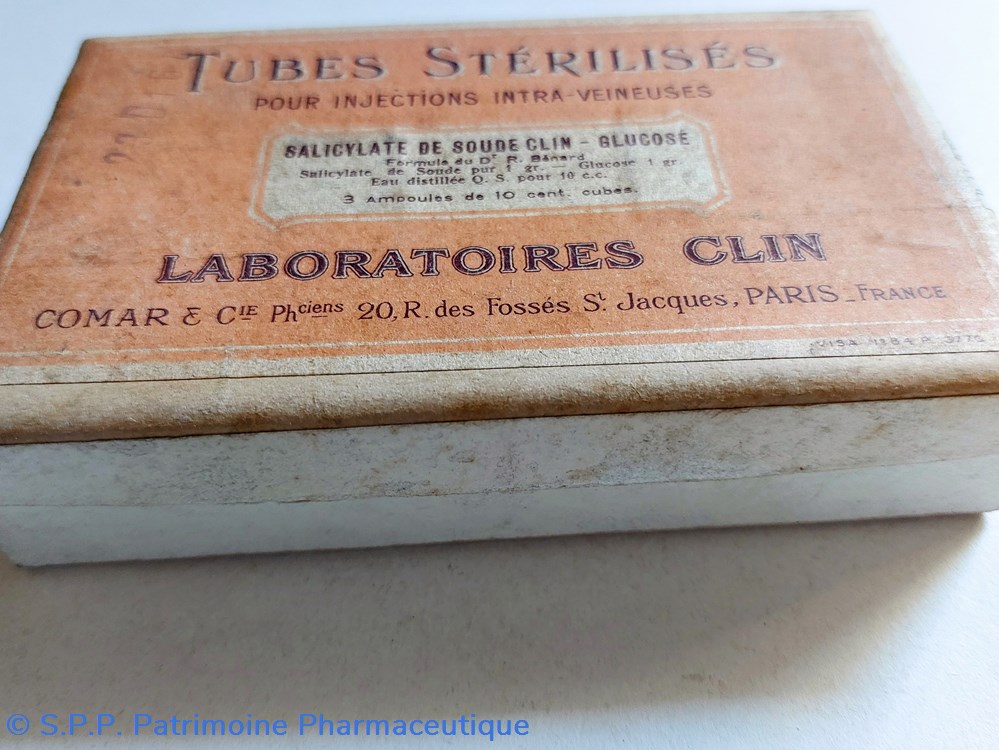 TUBES STÉRILISÉS
POUR INJECTIONS INTRA-VEINEUSES
SALICYLATE DE SOUDE CLIN - GLUCOSÉ
Formule du Dr R. Bénard
Salicylate de Soude pur 1 gr. — Glucose 1 gr.
Eau distillée Q. S. pour 10 c.c.
3 Ampoules de 10 cent. cubes.
LABORATOIRES CLIN
COMAR & CIE Phciens 20, R. des Fossés St Jacques, PARIS_FRANCE
VISA
© S.P.P. Patrimoine Pharmaceutique